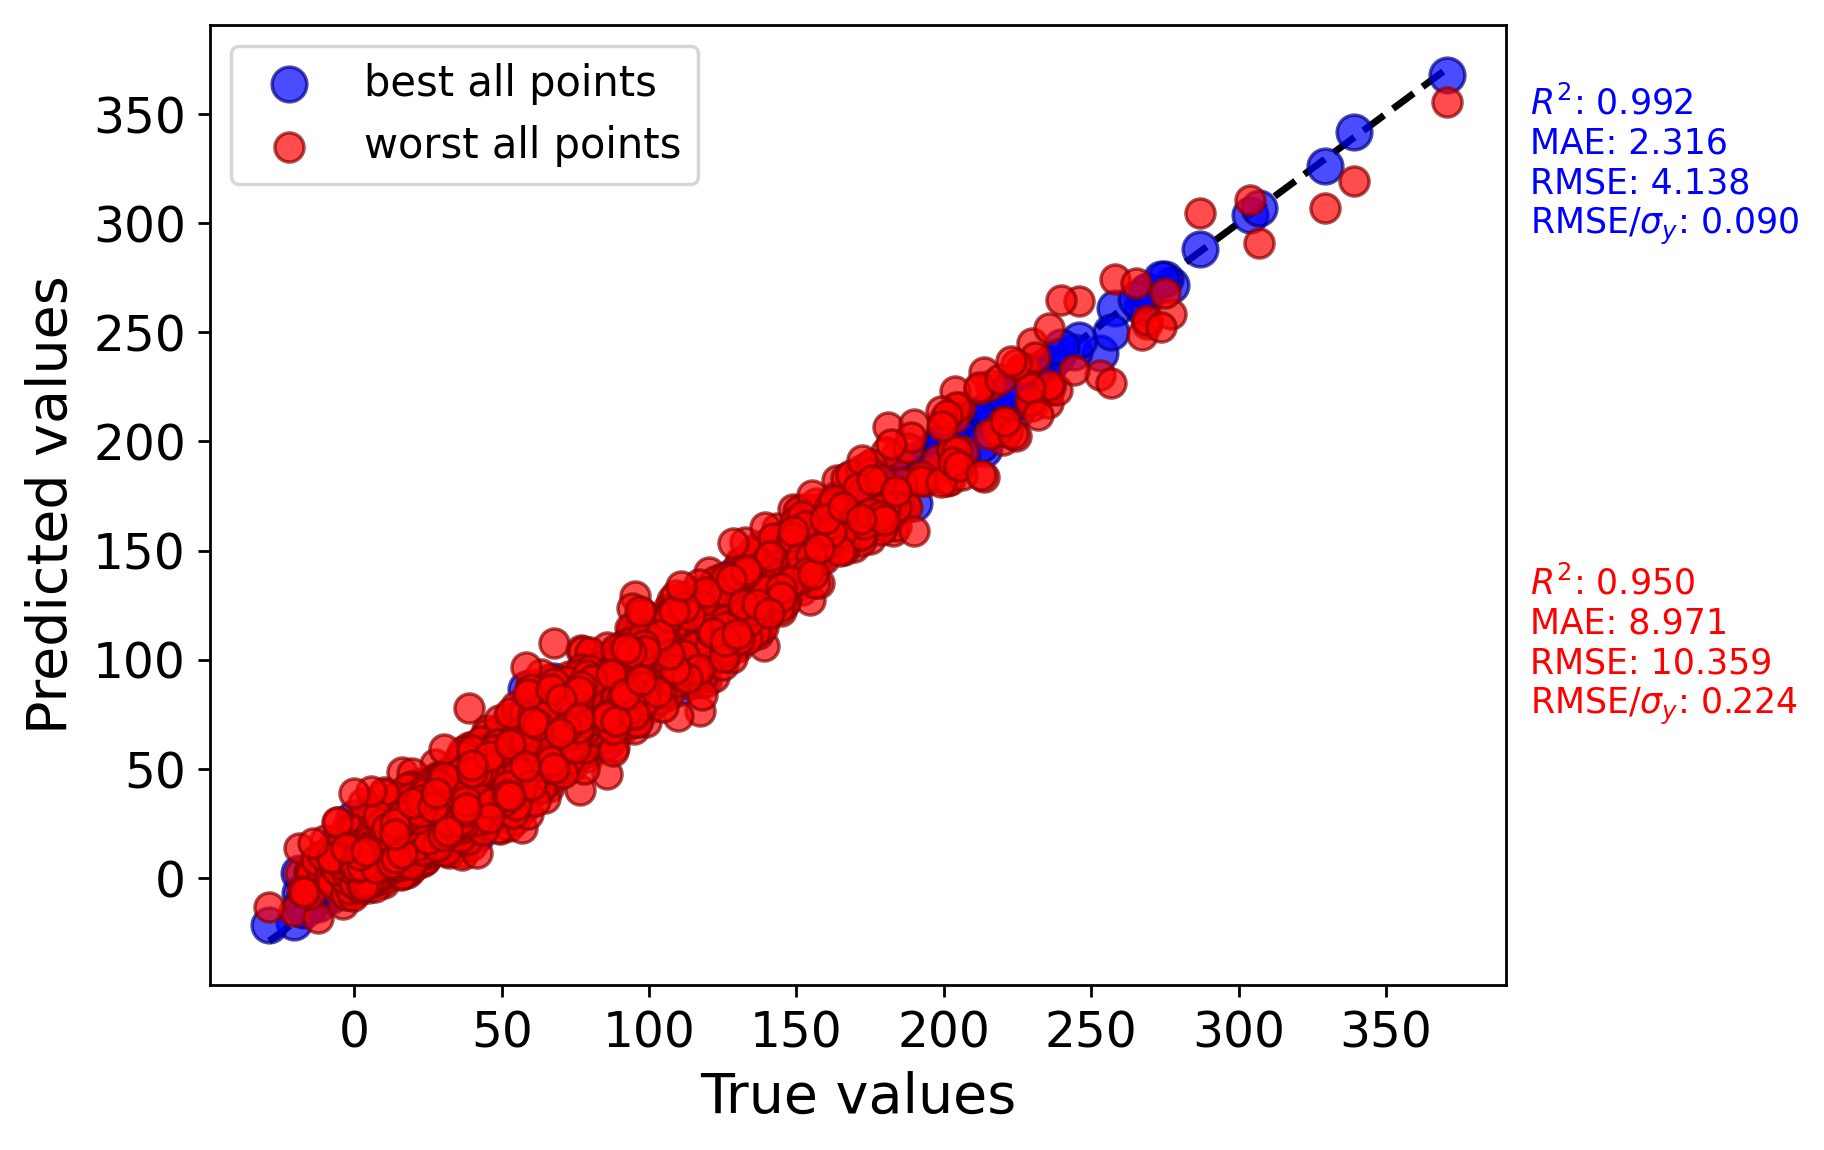 best all points
worst all points
350
300
250
200
150
100
50
0
Predicted values
0 50 100 150 200 250 300 350
True values
R²: 0.992
MAE: 2.316
RMSE: 4.138
RMSE/σy: 0.090
R²: 0.950
MAE: 8.971
RMSE: 10.359
RMSE/σy: 0.224